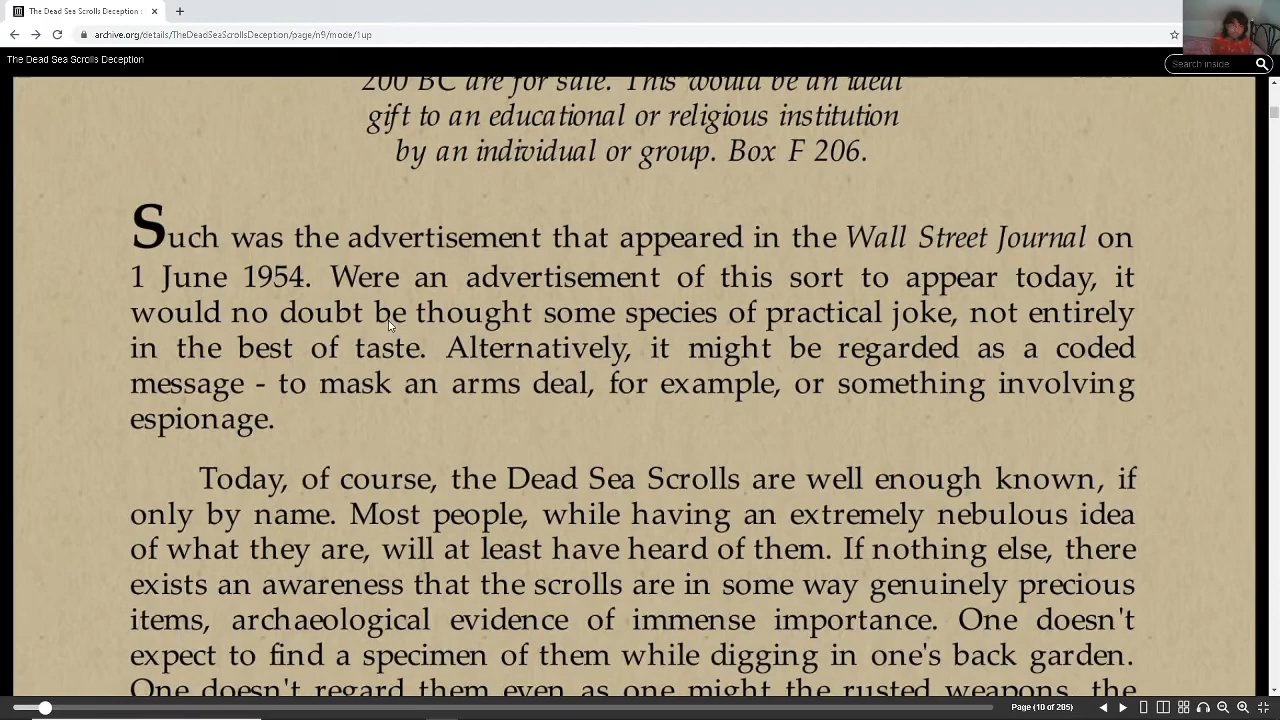 The Dead Sea Scrolls Deception :
archive.org/details/TheDeadSeaScrollsDeception/page/n9/mode/1up
The Dead Sea Scrolls Deception
Search inside
200 BC are for sale. This would be an ideal
gift to an educational or religious institution
by an individual or group. Box F 206.
Such was the advertisement that appeared in the Wall Street Journal on
1 June 1954. Were an advertisement of this sort to appear today, it
would no doubt be thought some species of practical joke, not entirely
in the best of taste. Alternatively, it might be regarded as a coded
message - to mask an arms deal, for example, or something involving
espionage.
Today, of course, the Dead Sea Scrolls are well enough known, if
only by name. Most people, while having an extremely nebulous idea
of what they are, will at least have heard of them. If nothing else, there
exists an awareness that the scrolls are in some way genuinely precious
items, archaeological evidence of immense importance. One doesn't
expect to find a specimen of them while digging in one's back garden.
One doesn't regard them even as one might the rusted weapons, the
Page (10 of 205)